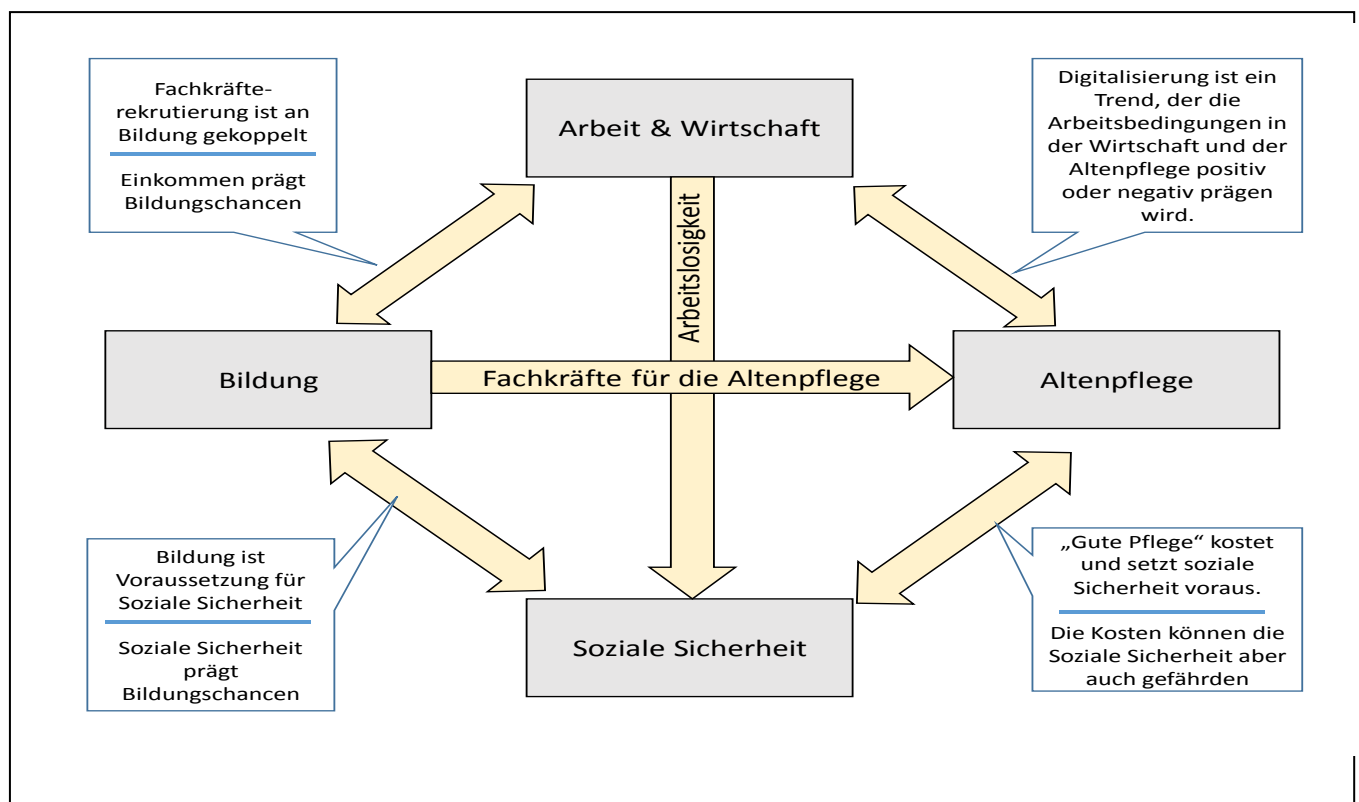 Fachkräfte-
rekrutierung ist an
Bildung gekoppelt
Einkommen prägt
Bildungschancen
Arbeit & Wirtschaft
Digitalisierung ist ein
Trend, der die
Arbeitsbedingungen in
der Wirtschaft und der
Altenpflege positiv
oder negativ prägen
wird.
Arbeitslosigkeit
Bildung
Fachkräfte für die Altenpflege
Altenpflege
Bildung ist
Voraussetzung für
Soziale Sicherheit
Soziale Sicherheit
prägt
Bildungschancen
Soziale Sicherheit
„Gute Pflege“ kostet
und setzt soziale
Sicherheit voraus.
Die Kosten können die
Soziale Sicherheit aber
auch gefährden